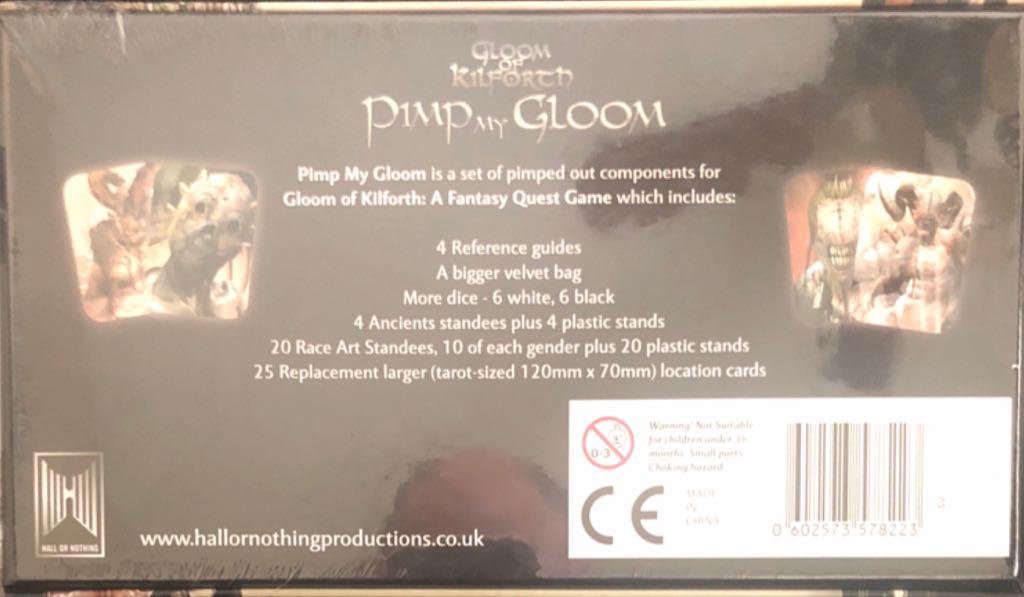 GLOOM
OF
KILFORTH
PIMP MY GLOOM
Pimp My Gloom is a set of pimped out components for
Gloom of Kilforth: A Fantasy Quest Game which includes:
4 Reference guides
A bigger velvet bag
More dice - 6 white, 6 black
4 Ancients standees plus 4 plastic stands
20 Race Art Standees, 10 of each gender plus 20 plastic stands
25 Replacement larger (tarot-sized 120mm x 70mm) location cards
0-3
Warning! Not Suitable
for children under 36
months. Small parts.
Choking hazard.
CE
MADE
IN
CHINA
0 602573 578223
HALL OR NOTHING
www.hallornothingproductions.co.uk